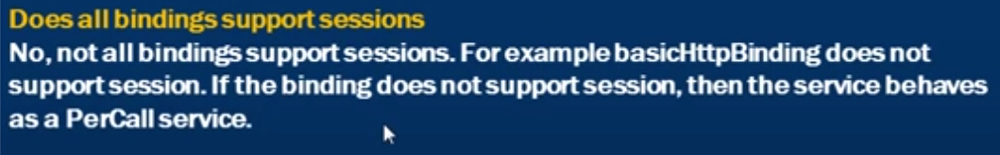 Does all bindings support sessions
No, not all bindings support sessions. For example basicHttpBinding does not
support session. If the binding does not support session, then the service behaves
as a PerCall service.